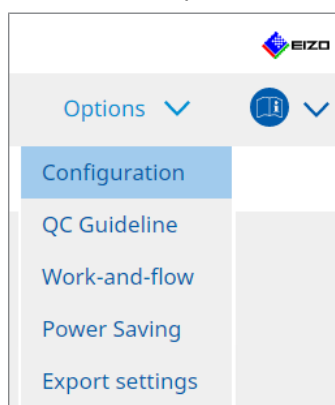 EIZO
Options
Configuration
QC Guideline
Work-and-flow
Power Saving
Export settings